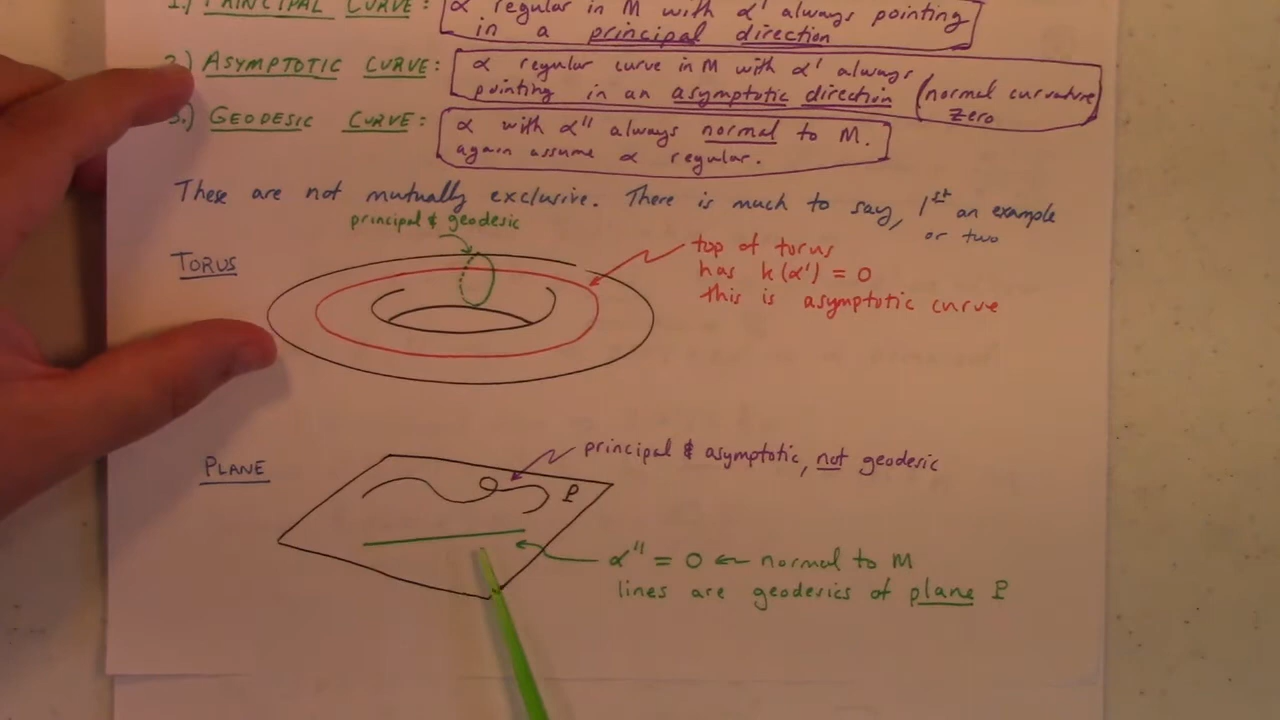 1.) PRINCIPAL CURVE: α regular in M with α' always pointing
in a principal direction
2.) ASYMPTOTIC CURVE: α regular curve in M with α' always
pointing in an asymptotic direction (normal curvature
zero)
3.) GEODESIC CURVE: α with α'' always normal to M.
again assume α regular.
These are not mutually exclusive. There is much to say, 1st an example
or two
principal & geodesic
TORUS
top of torus
has k(α') = 0
this is asymptotic curve
PLANE
principal & asymptotic, not geodesic
P
α'' = 0 ← normal to M
lines are geodesics of plane P